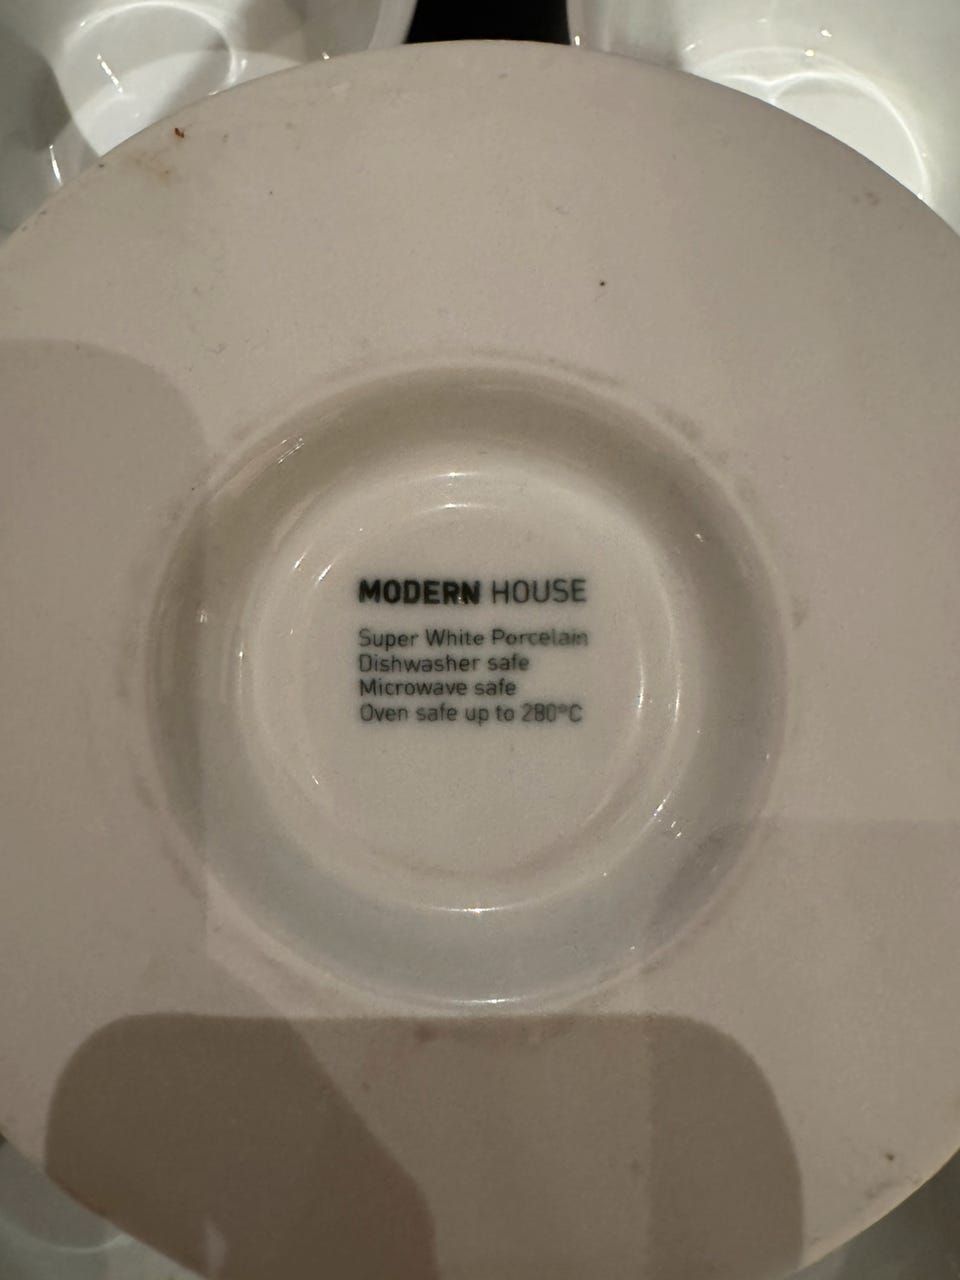 MODERN HOUSE
Super White Porcelain
Dishwasher safe
Microwave safe
Oven safe up to 280°C